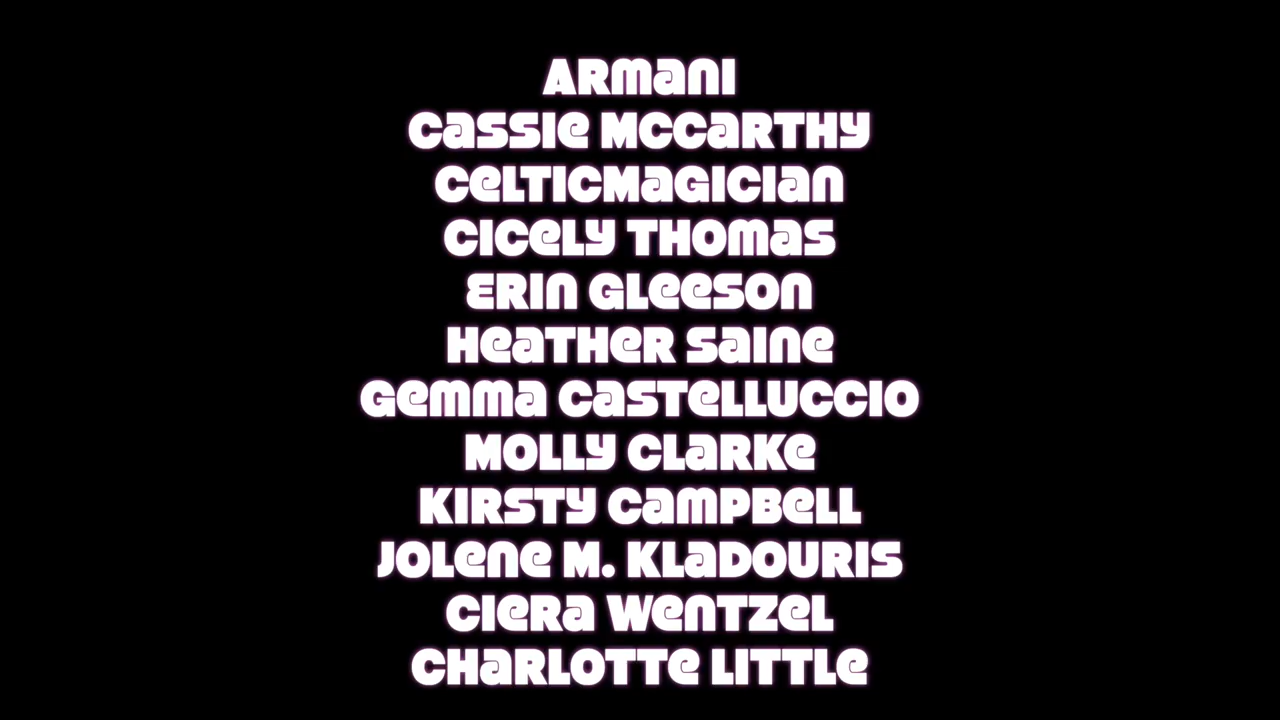 Armani
Cassie McCarthy
CelticMagician
Cicely Thomas
Erin Gleeson
Heather Saine
Gemma Castelluccio
Molly Clarke
Kirsty Campbell
Jolene M. Kladouris
Ciera Wentzel
Charlotte Little